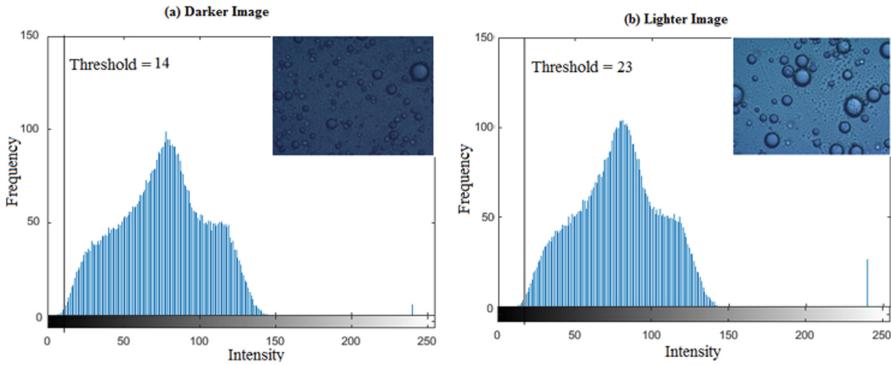 (a) Darker Image
150
Threshold = 14
100
Frequency
50
0
0 50 100 150 200 250
Intensity
(b) Lighter Image
150
Threshold = 23
100
Frequency
50
0
0 50 100 150 200 250
Intensity